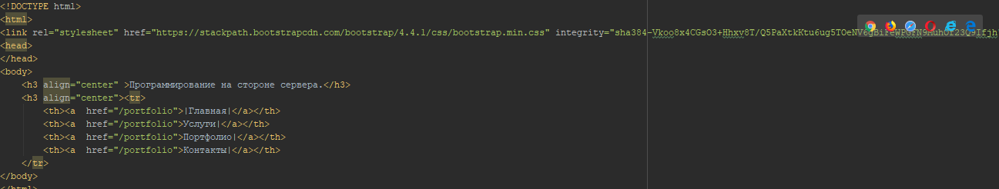 <!DOCTYPE html>
<html>
<link rel="stylesheet" href="https://stackpath.bootstrapcdn.com/bootstrap/4.4.1/css/bootstrap.min.css" integrity="sha384-Vkoo8x4CGsO3+Hhxv8T/Q5PaXtkKtu6ug5TOeNV6gBiFeWPGFN9MuhOf23Q9Ifjh
<head>
</head>
<body>
<h3 align="center" >Программирование на стороне сервера.</h3>
<h3 align="center"><tr>
<th><a  href="/portfolio">|Главная|</a></th>
<th><a  href="/portfolio">Услуги|</a></th>
<th><a  href="/portfolio">Портфолио|</a></th>
<th><a  href="/portfolio">Контакты|</a></th>
</tr>
</body>
</html>